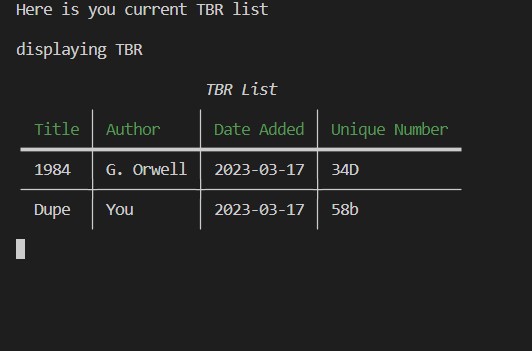 Here is you current TBR list
displaying TBR
TBR List
Title Author Date Added Unique Number
1984 G. Orwell 2023-03-17 34D
Dupe You 2023-03-17 58b